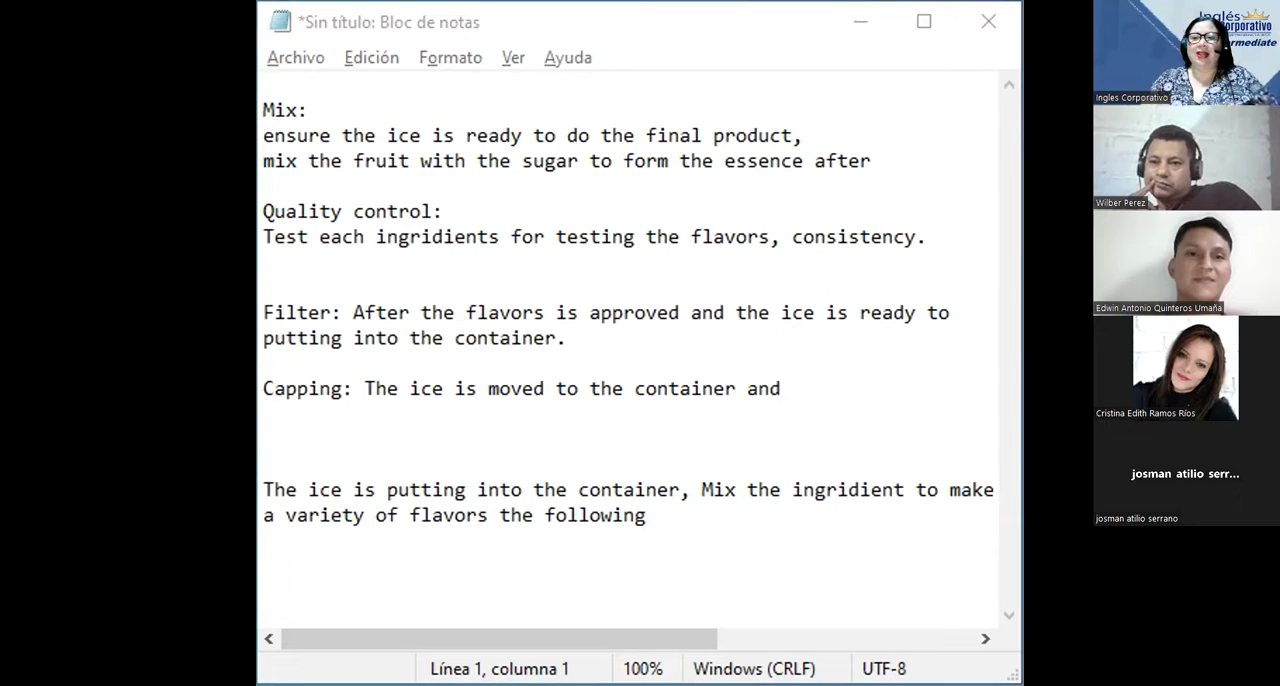 *Sin título: Bloc de notas
Archivo Edición Formato Ver Ayuda
Mix:
ensure the ice is ready to do the final product,
mix the fruit with the sugar to form the essence after
Quality control:
Test each ingridients for testing the flavors, consistency.
Filter: After the flavors is approved and the ice is ready to
putting into the container.
Capping: The ice is moved to the container and
The ice is putting into the container, Mix the ingridient to make
a variety of flavors the following
Línea 1, columna 1 100% Windows (CRLF) UTF-8
Inglés
Corporativo
Ingles Corporativo
Wilber Perez
Edwin Antonio Quinteros Umaña
Cristina Edith Ramos Ríos
josman atilio serr...
josman atilio serrano